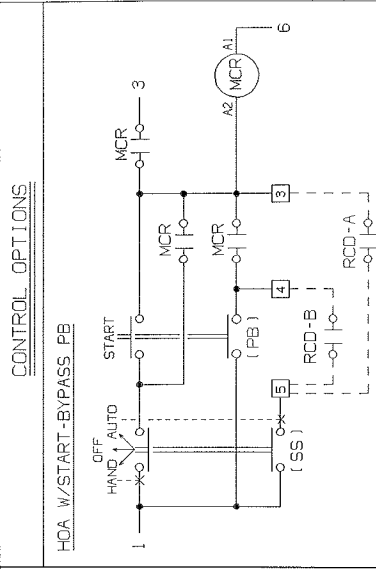 CONTROL OPTIONS
HOA W/START-BYPASS PB
OFF
HAND
AUTO
START
MCR
1
3
MCR
MCR
[SS]
[PB]
MCR
A2
A1
6
5
4
3
RCD-B
RCD-A